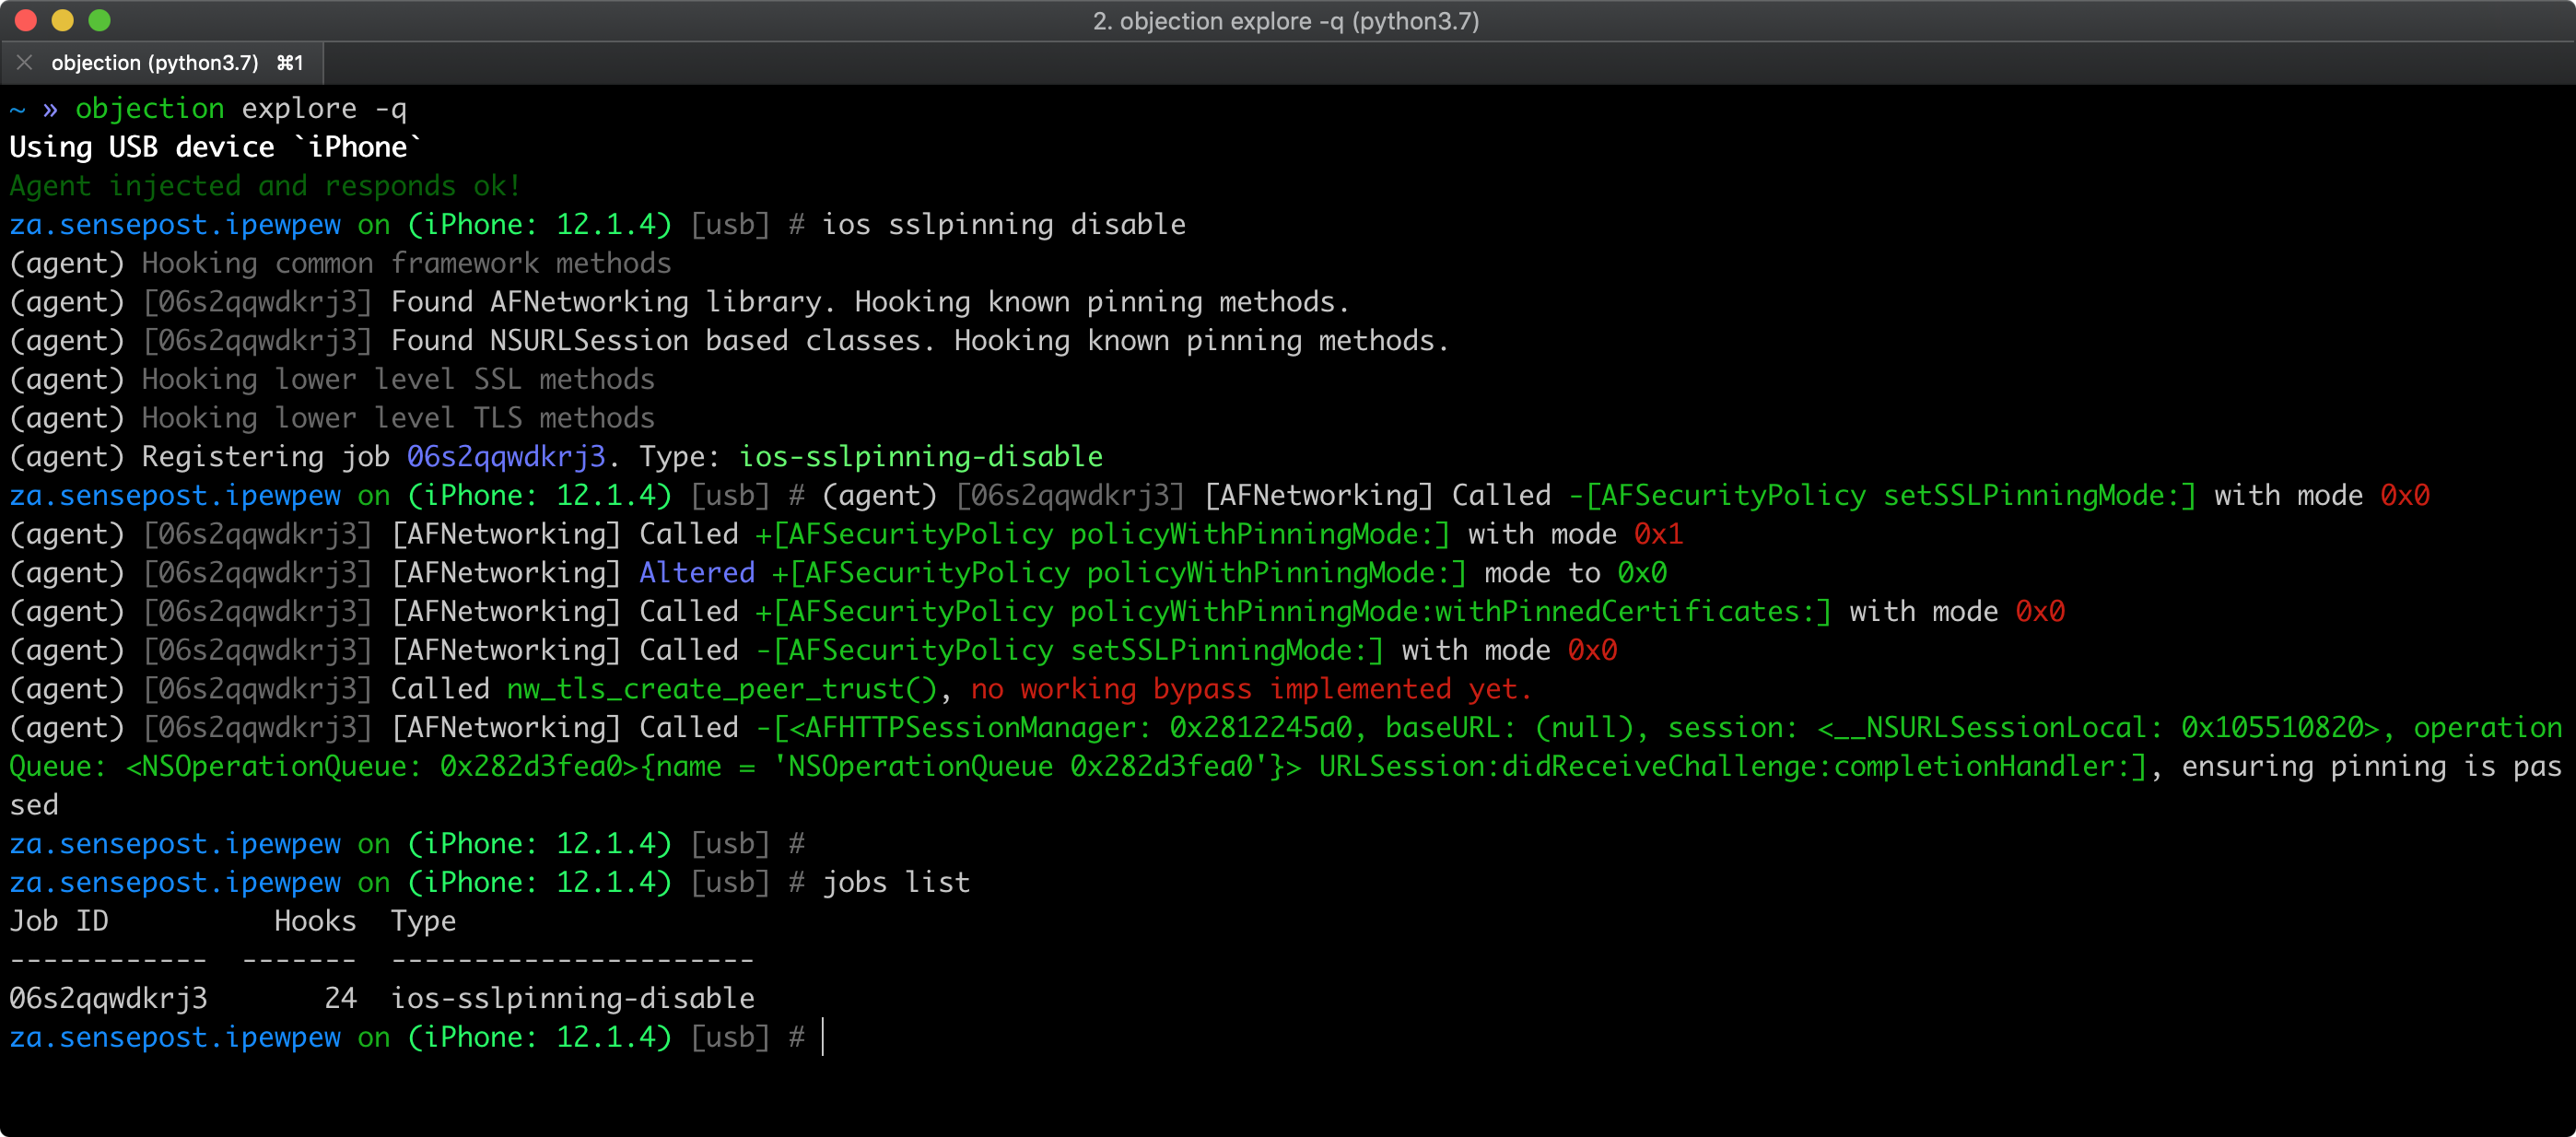 2. objection explore -q (python3.7)
objection (python3.7) ⌘1
~ » objection explore -q
Using USB device `iPhone`
Agent injected and responds ok!
za.sensepost.ipewpew on (iPhone: 12.1.4) [usb] # ios sslpinning disable
(agent) Hooking common framework methods
(agent) [06s2qqwdkrj3] Found AFNetworking library. Hooking known pinning methods.
(agent) [06s2qqwdkrj3] Found NSURLSession based classes. Hooking known pinning methods.
(agent) Hooking lower level SSL methods
(agent) Hooking lower level TLS methods
(agent) Registering job 06s2qqwdkrj3. Type: ios-sslpinning-disable
za.sensepost.ipewpew on (iPhone: 12.1.4) [usb] # (agent) [06s2qqwdkrj3] [AFNetworking] Called -[AFSecurityPolicy setSSLPinningMode:] with mode 0x0
(agent) [06s2qqwdkrj3] [AFNetworking] Called +[AFSecurityPolicy policyWithPinningMode:] with mode 0x1
(agent) [06s2qqwdkrj3] [AFNetworking] Altered +[AFSecurityPolicy policyWithPinningMode:] mode to 0x0
(agent) [06s2qqwdkrj3] [AFNetworking] Called +[AFSecurityPolicy policyWithPinningMode:withPinnedCertificates:] with mode 0x0
(agent) [06s2qqwdkrj3] [AFNetworking] Called -[AFSecurityPolicy setSSLPinningMode:] with mode 0x0
(agent) [06s2qqwdkrj3] Called nw_tls_create_peer_trust(), no working bypass implemented yet.
(agent) [06s2qqwdkrj3] [AFNetworking] Called -[<AFHTTPSessionManager: 0x2812245a0, baseURL: (null), session: <__NSURLSessionLocal: 0x105510820>, operation
Queue: <NSOperationQueue: 0x282d3fea0>{name = 'NSOperationQueue 0x282d3fea0'}> URLSession:didReceiveChallenge:completionHandler:], ensuring pinning is pas
sed
za.sensepost.ipewpew on (iPhone: 12.1.4) [usb] #
za.sensepost.ipewpew on (iPhone: 12.1.4) [usb] # jobs list
Job ID Hooks Type
------------ ------- ----------------------
06s2qqwdkrj3 24 ios-sslpinning-disable
za.sensepost.ipewpew on (iPhone: 12.1.4) [usb] #